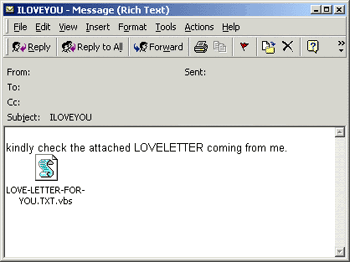 ILOVEYOU - Message (Rich Text)
File Edit View Insert Format Tools Actions Help
Reply Reply to All Forward
From: Sent:
To:
Cc:
Subject: ILOVEYOU
kindly check the attached LOVELETTER coming from me.
LOVE-LETTER-FOR-
YOU.TXT.vbs